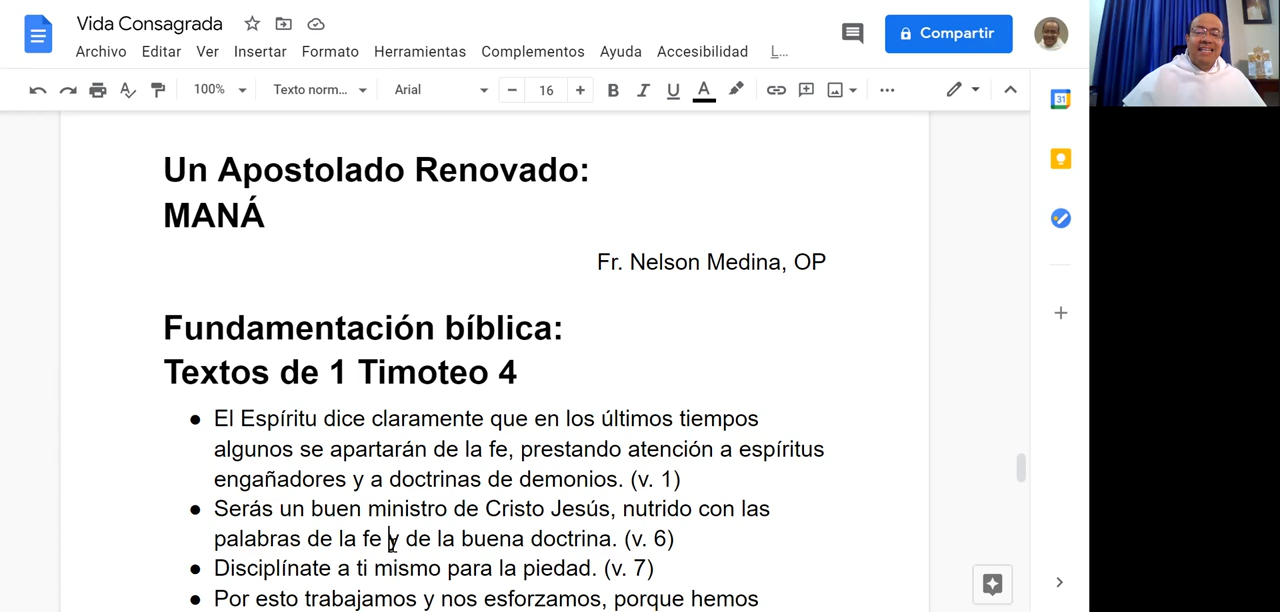 Vida Consagrada
Archivo Editar Ver Insertar Formato Herramientas Complementos Ayuda Accesibilidad L...
Compartir
100% Texto norm... Arial 16 B I U A
31
Un Apostolado Renovado:
MANÁ
Fr. Nelson Medina, OP
Fundamentación bíblica:
Textos de 1 Timoteo 4
● El Espíritu dice claramente que en los últimos tiempos
algunos se apartarán de la fe, prestando atención a espíritus
engañadores y a doctrinas de demonios. (v. 1)
● Serás un buen ministro de Cristo Jesús, nutrido con las
palabras de la fe y de la buena doctrina. (v. 6)
● Disciplínate a ti mismo para la piedad. (v. 7)
● Por esto trabajamos y nos esforzamos, porque hemos